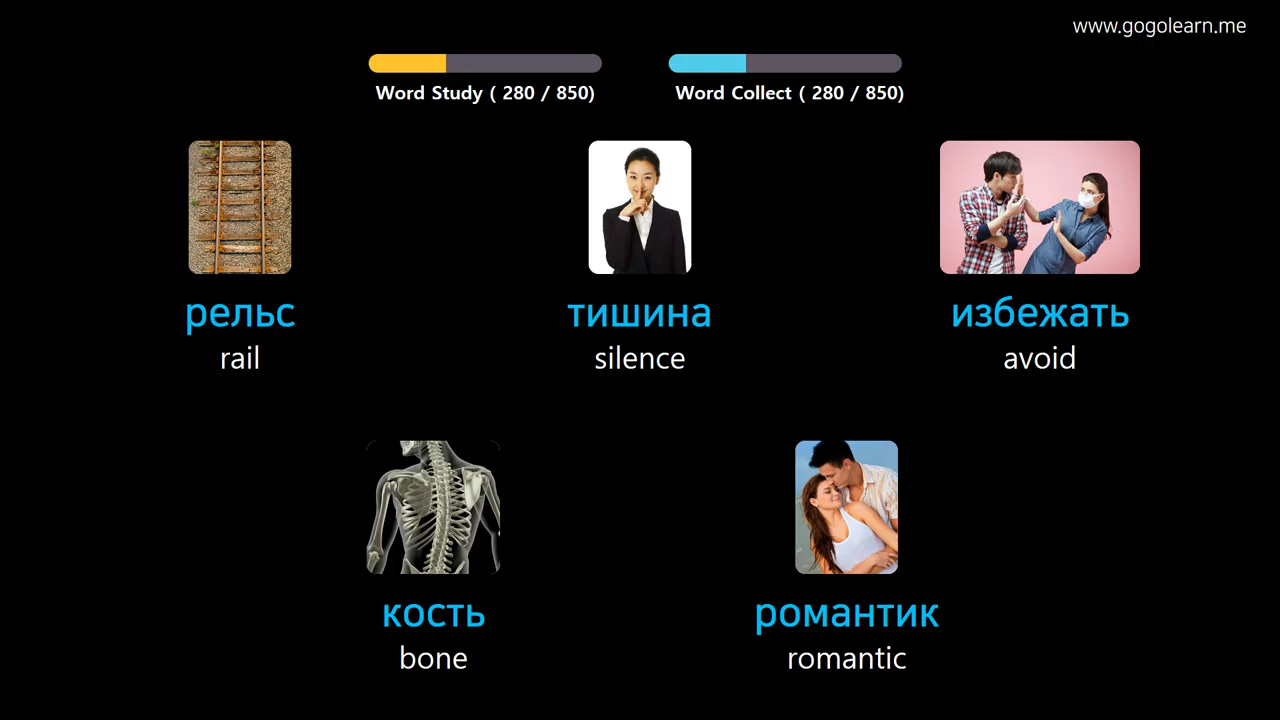 www.gogolearn.me
Word Study ( 280 / 850)
Word Collect ( 280 / 850)
рельс
rail
тишина
silence
избежать
avoid
кость
bone
романтик
romantic